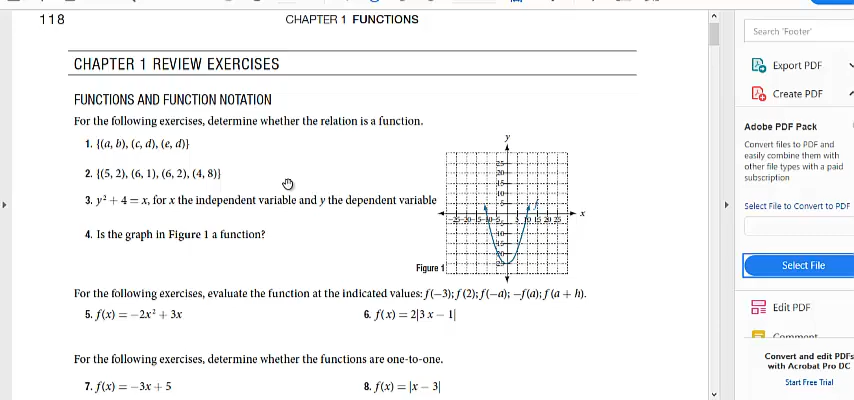 118
CHAPTER 1 FUNCTIONS
CHAPTER 1 REVIEW EXERCISES
FUNCTIONS AND FUNCTION NOTATION
For the following exercises, determine whether the relation is a function.
1. {(a, b), (c, d), (e, d)}
2. {(5, 2), (6, 1), (6, 2), (4, 8)}
3. y² + 4 = x, for x the independent variable and y the dependent variable
4. Is the graph in Figure 1 a function?
y
x
f
Figure 1
For the following exercises, evaluate the function at the indicated values: f(−3); f(2); f(−a); −f(a); f(a + h).
5. f(x) = −2x² + 3x
6. f(x) = 2|3 x − 1|
For the following exercises, determine whether the functions are one-to-one.
7. f(x) = −3x + 5
8. f(x) = |x − 3|
Search 'Footer'
Export PDF
Create PDF
Adobe PDF Pack
Convert files to PDF and
easily combine them with
other file types with a paid
subscription
Select File to Convert to PDF
Select File
Edit PDF
Comment
Convert and edit PDFs
with Acrobat Pro DC
Start Free Trial